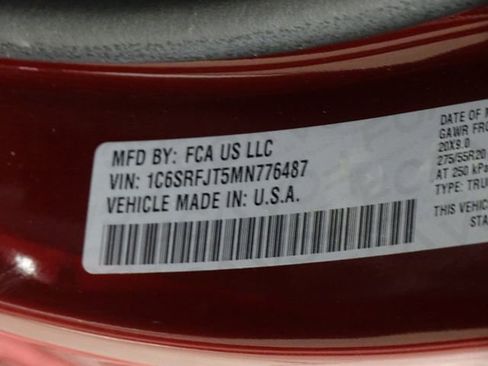 MFD BY: FCA US LLC
VIN: 1C6SRFJT5MN776487
VEHICLE MADE IN: U.S.A.
DATE OF M
GAWR FRO
20X9.0
275/55R20
AT 250 kPa
TYPE: TRU
THIS VEHIC
STA